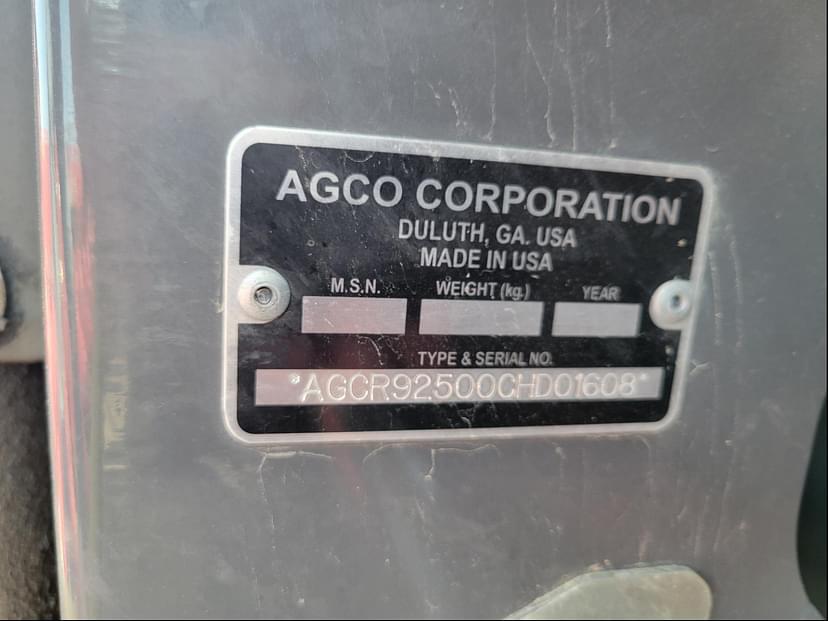 AGCO CORPORATION
DULUTH, GA. USA
MADE IN USA
M.S.N. WEIGHT (kg.) YEAR
TYPE & SERIAL NO.
*AGCR92500CHD01608*